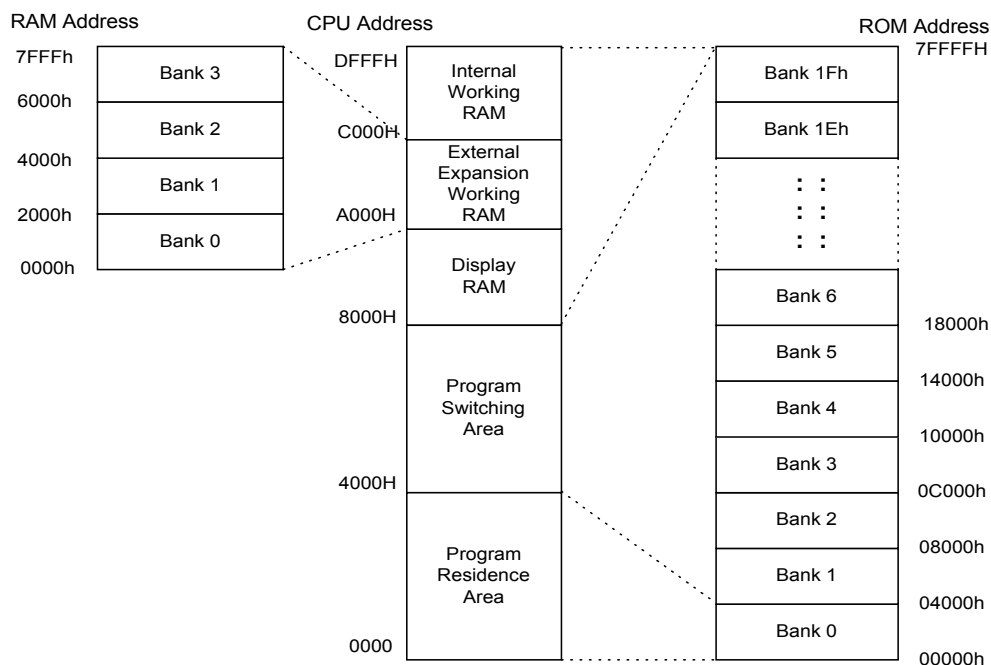 RAM Address
7FFFh
Bank 3
6000h
Bank 2
4000h
Bank 1
2000h
Bank 0
0000h
CPU Address
DFFFH
Internal
Working
RAM
C000H
External
Expansion
Working
RAM
A000H
Display
RAM
8000H
Program
Switching
Area
4000H
Program
Residence
Area
0000
ROM Address
7FFFFH
Bank 1Fh
Bank 1Eh
: :
: :
: :
Bank 6
18000h
Bank 5
14000h
Bank 4
10000h
Bank 3
0C000h
Bank 2
08000h
Bank 1
04000h
Bank 0
00000h